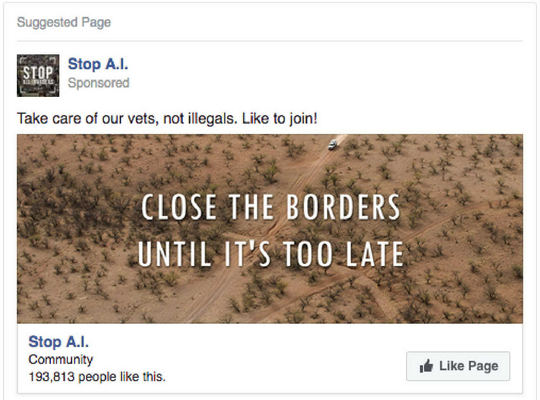 Suggested Page
STOP
Stop A.I.
Sponsored
Take care of our vets, not illegals. Like to join!
CLOSE THE BORDERS
UNTIL IT'S TOO LATE
Stop A.I.
Community
193,813 people like this.
Like Page